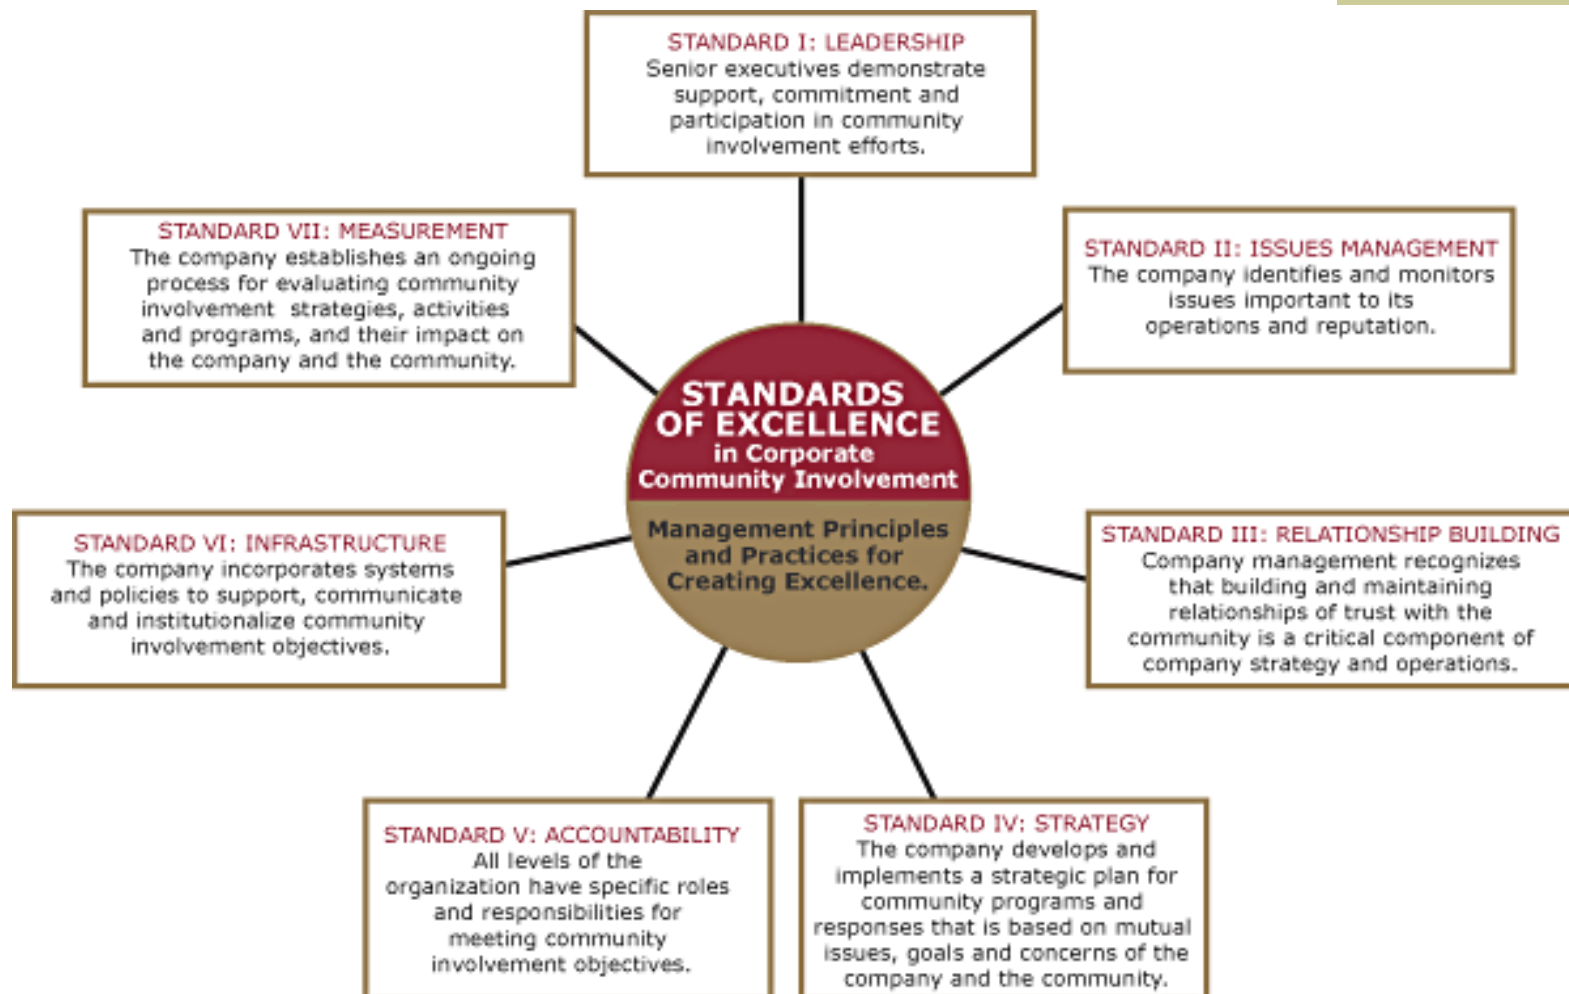 STANDARD I: LEADERSHIP
Senior executives demonstrate
support, commitment and
participation in community
involvement efforts.
STANDARD VII: MEASUREMENT
The company establishes an ongoing
process for evaluating community
involvement strategies, activities
and programs, and their impact on
the company and the community.
STANDARD II: ISSUES MANAGEMENT
The company identifies and monitors
issues important to its
operations and reputation.
STANDARDS
OF EXCELLENCE
in Corporate
Community Involvement
Management Principles
and Practices for
Creating Excellence.
STANDARD VI: INFRASTRUCTURE
The company incorporates systems
and policies to support, communicate
and institutionalize community
involvement objectives.
STANDARD III: RELATIONSHIP BUILDING
Company management recognizes
that building and maintaining
relationships of trust with the
community is a critical component of
company strategy and operations.
STANDARD V: ACCOUNTABILITY
All levels of the
organization have specific roles
and responsibilities for
meeting community
involvement objectives.
STANDARD IV: STRATEGY
The company develops and
implements a strategic plan for
community programs and
responses that is based on mutual
issues, goals and concerns of the
company and the community.